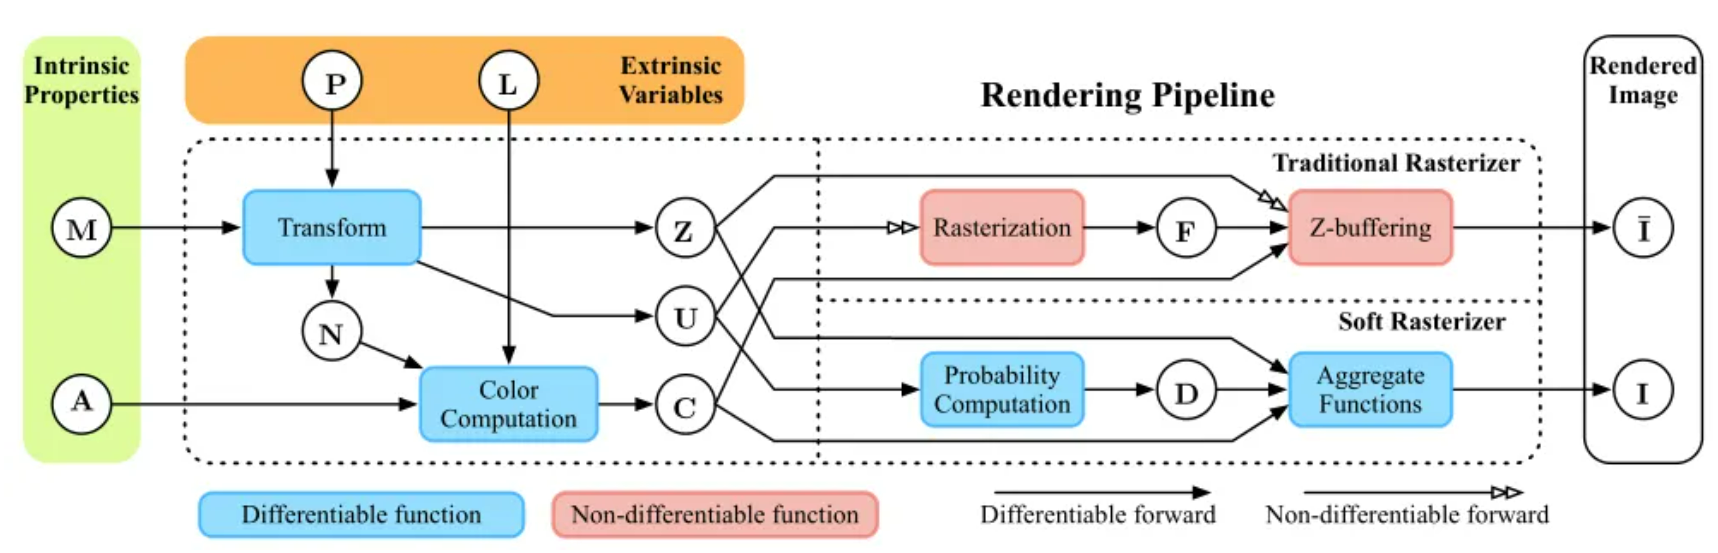 Intrinsic
Properties
P
L
Extrinsic
Variables
Rendering Pipeline
Rendered
Image
Traditional Rasterizer
M
Transform
Z
Rasterization
F
Z-buffering
Ī
N
U
Soft Rasterizer
A
Color
Computation
C
Probability
Computation
D
Aggregate
Functions
I
Differentiable function
Non-differentiable function
Differentiable forward
Non-differentiable forward